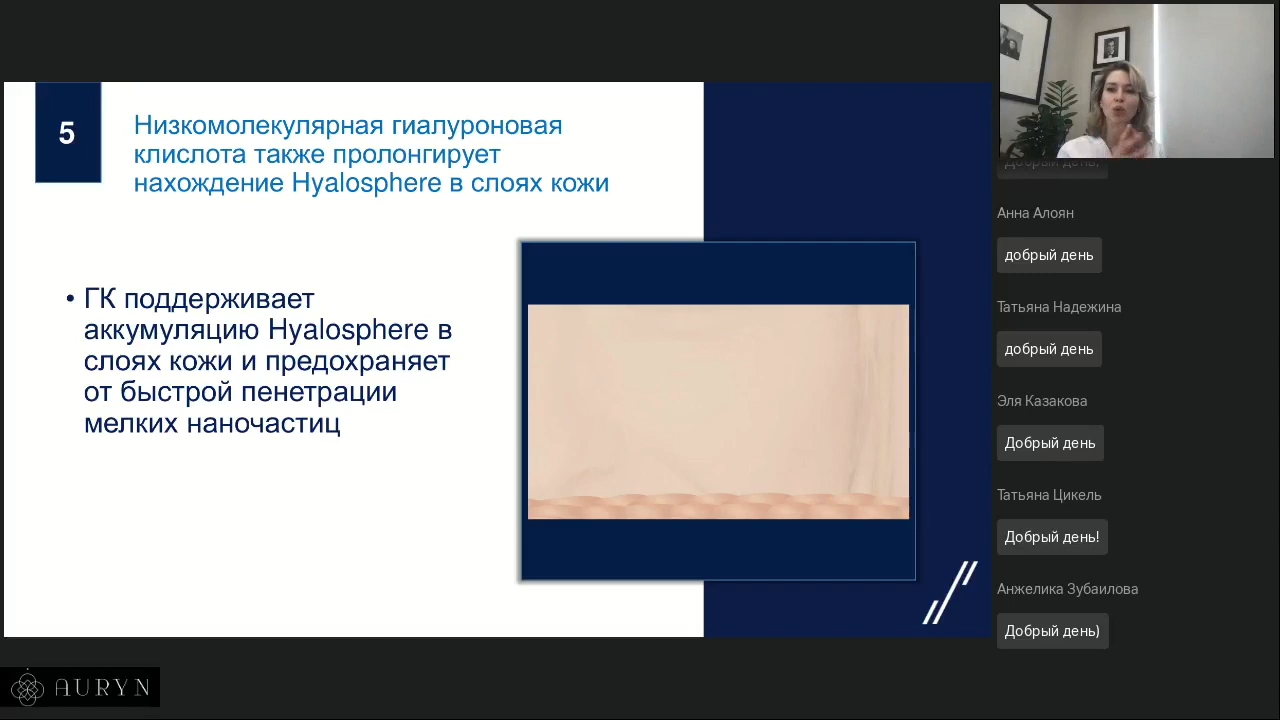 5
Низкомолекулярная гиалуроновая
клислота также пролонгирует
нахождение Hyalosphere в слоях кожи
• ГК поддерживает
аккумуляцию Hyalosphere в
слоях кожи и предохраняет
от быстрой пенетрации
мелких наночастиц
Добрый день!
Анна Алоян
добрый день
Татьяна Надежина
добрый день
Эля Казакова
Добрый день
Татьяна Цикель
Добрый день!
Анжелика Зубаилова
Добрый день)
AURYN